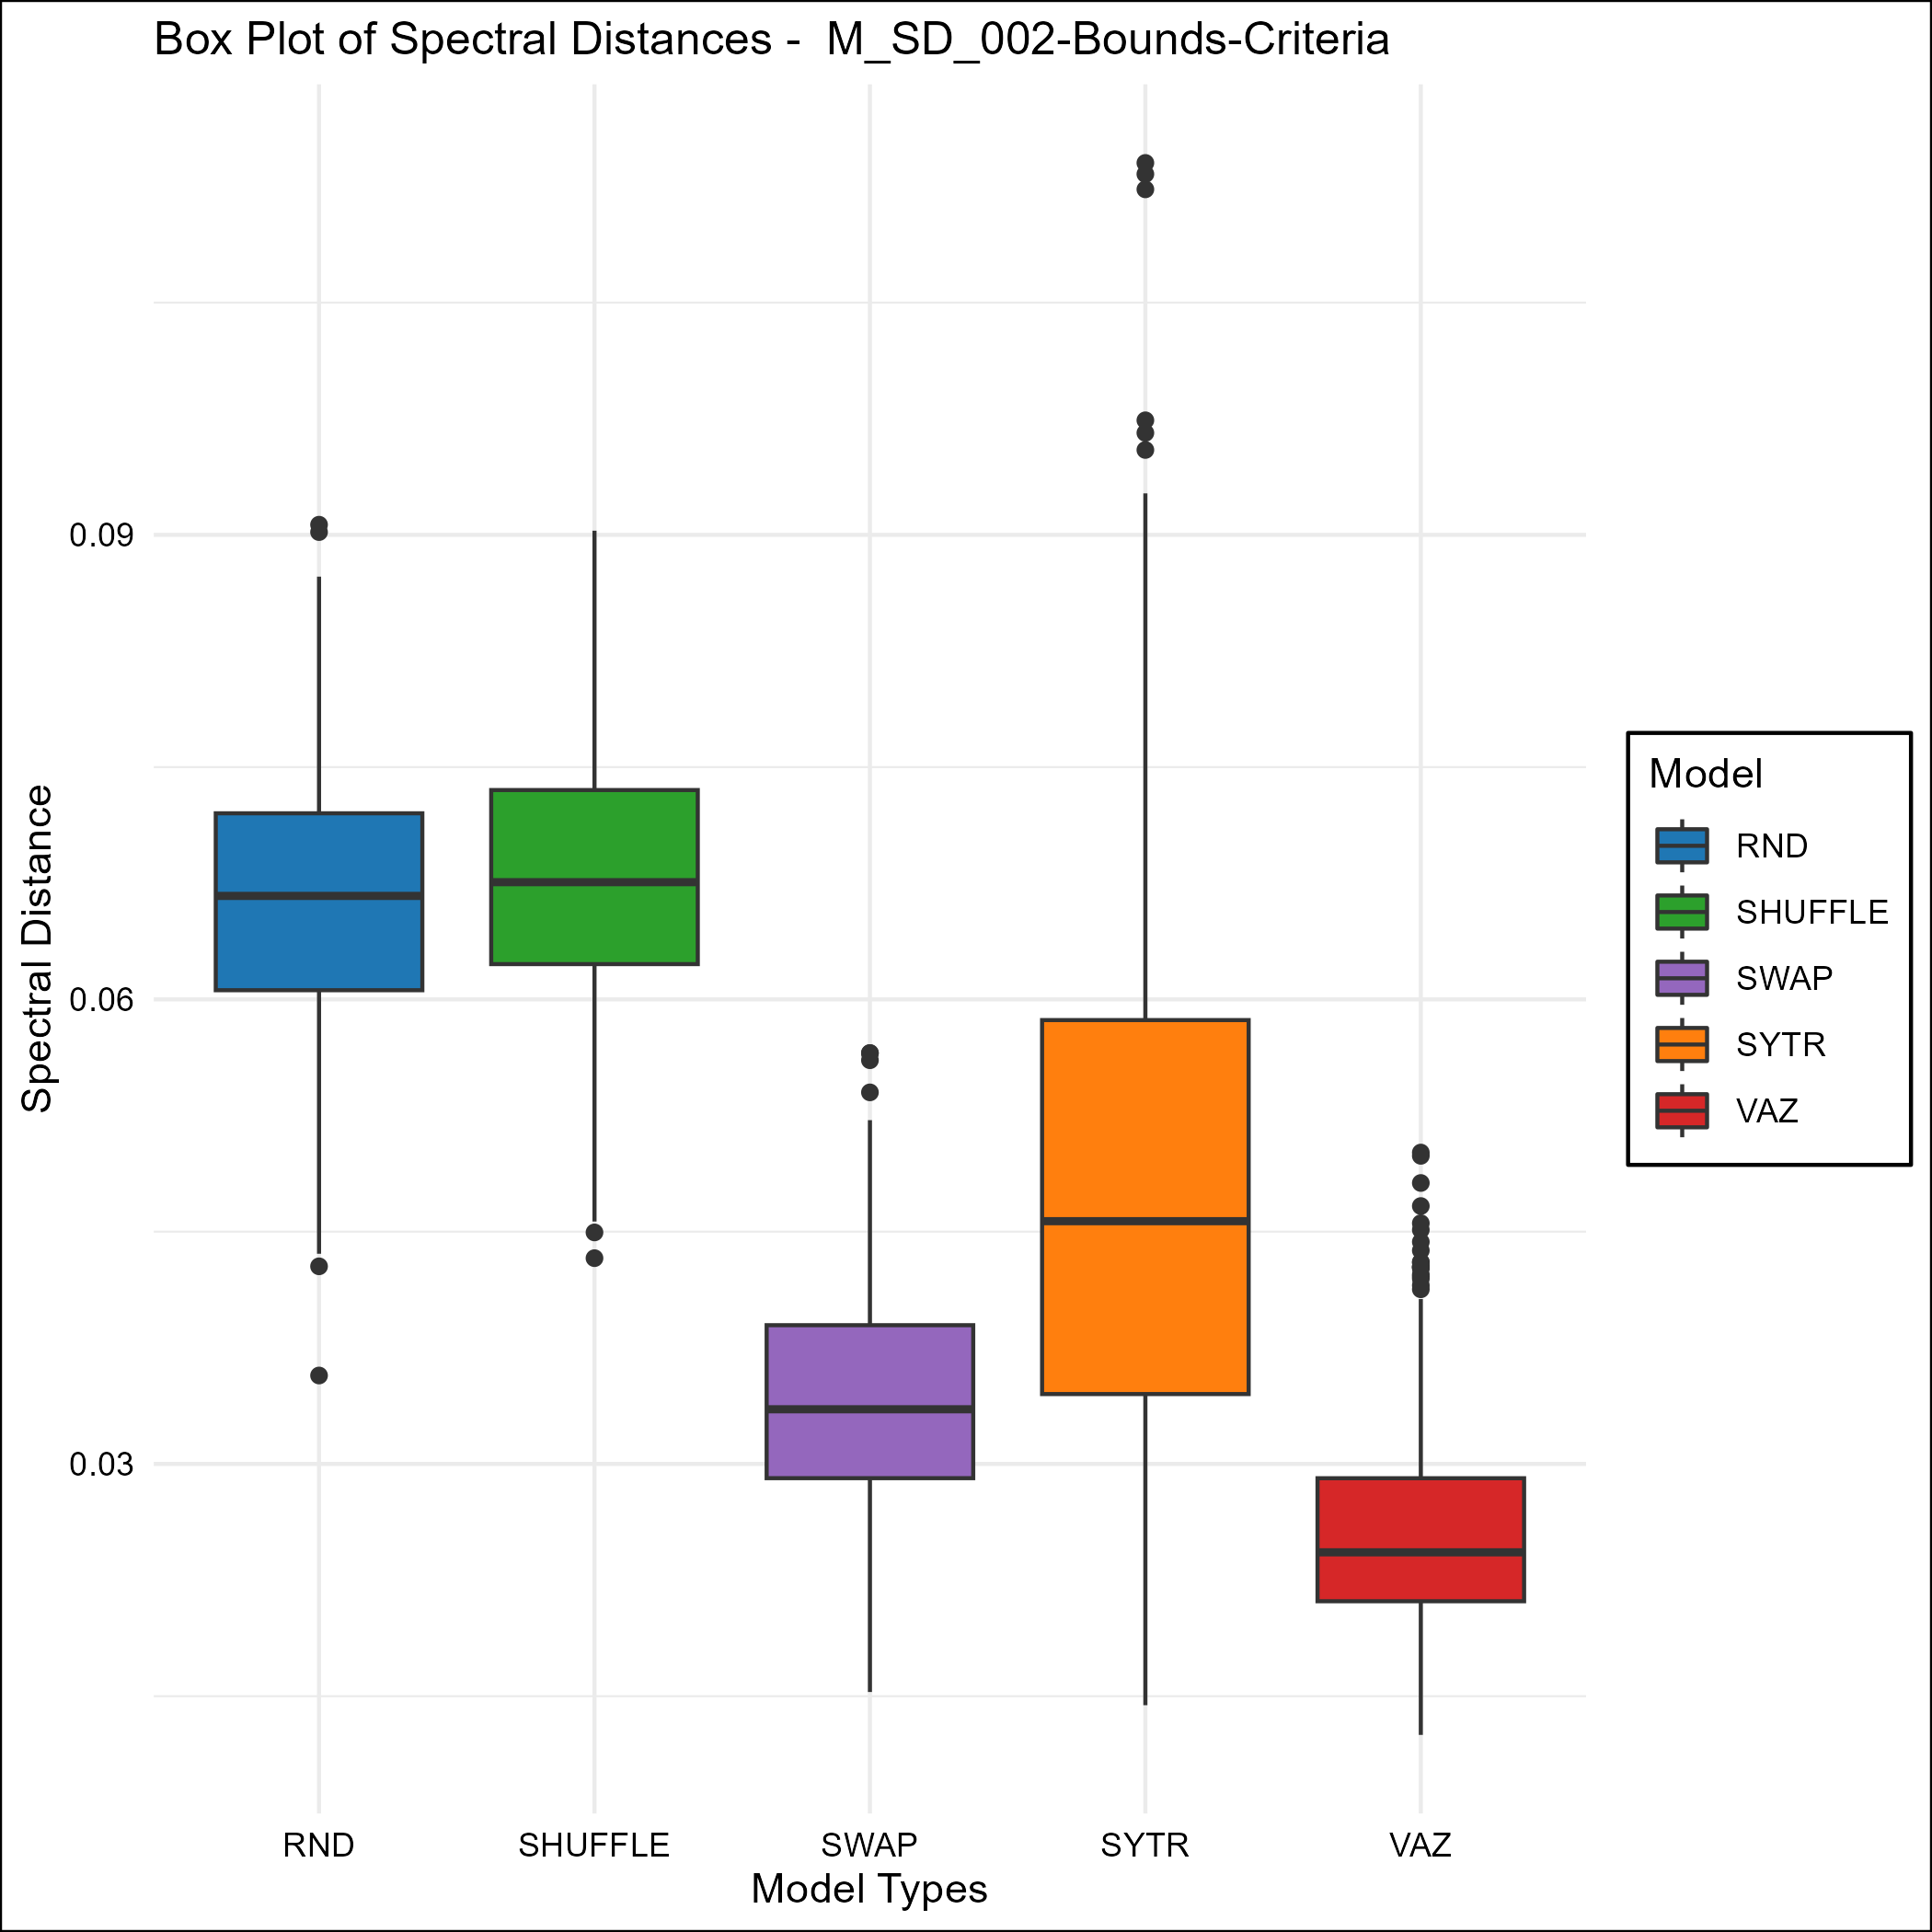 Box Plot of Spectral Distances -  M_SD_002-Bounds-Criteria
Spectral Distance
0.09
0.06
0.03
RND SHUFFLE SWAP SYTR VAZ
Model Types
Model
RND
SHUFFLE
SWAP
SYTR
VAZ